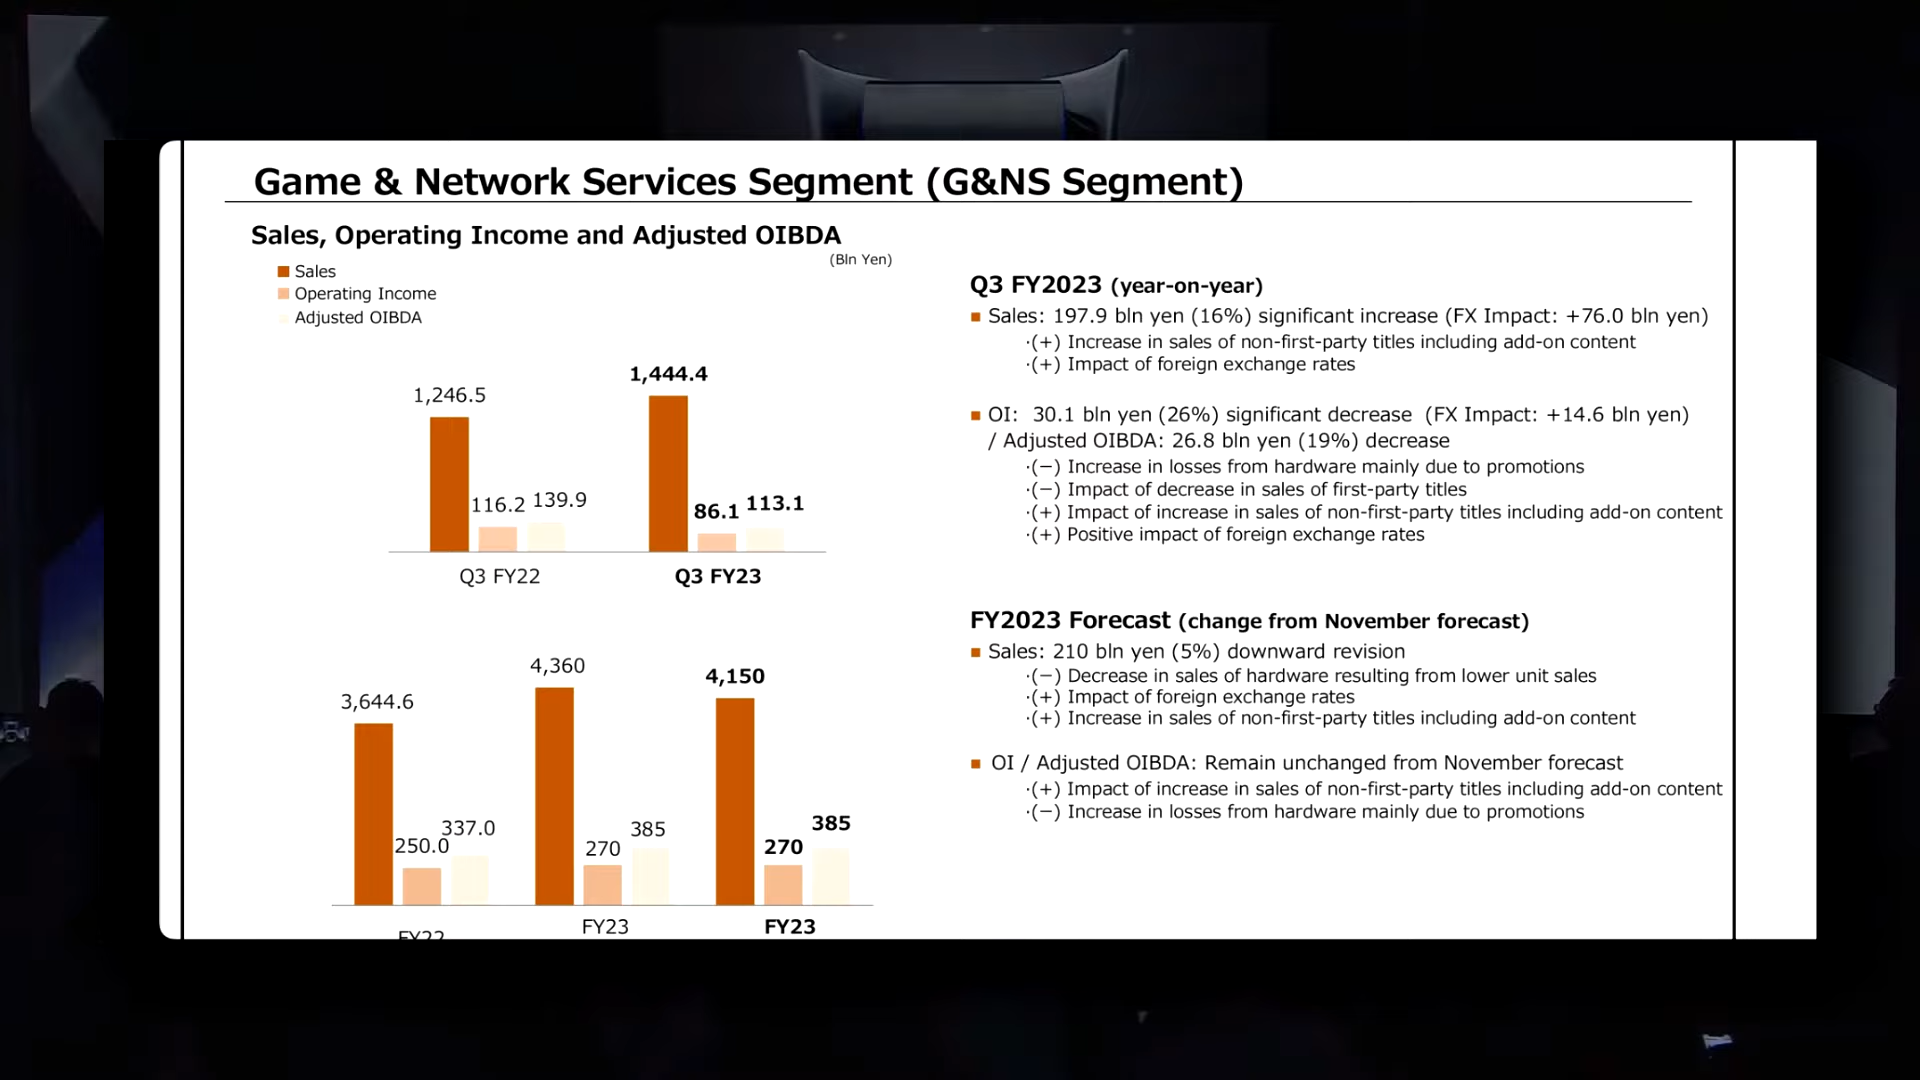 Game & Network Services Segment (G&NS Segment)
Sales, Operating Income and Adjusted OIBDA
(Bln Yen)
Sales
Operating Income
Adjusted OIBDA
1,246.5
116.2
139.9
1,444.4
86.1
113.1
Q3 FY22
Q3 FY23
3,644.6
250.0
337.0
4,360
270
385
4,150
270
385
FY22
FY23
FY23
Q3 FY2023 (year-on-year)
■ Sales: 197.9 bln yen (16%) significant increase (FX Impact: +76.0 bln yen)
·(+) Increase in sales of non-first-party titles including add-on content
·(+) Impact of foreign exchange rates
■ OI: 30.1 bln yen (26%) significant decrease (FX Impact: +14.6 bln yen)
/ Adjusted OIBDA: 26.8 bln yen (19%) decrease
·(−) Increase in losses from hardware mainly due to promotions
·(−) Impact of decrease in sales of first-party titles
·(+) Impact of increase in sales of non-first-party titles including add-on content
·(+) Positive impact of foreign exchange rates
FY2023 Forecast (change from November forecast)
■ Sales: 210 bln yen (5%) downward revision
·(−) Decrease in sales of hardware resulting from lower unit sales
·(+) Impact of foreign exchange rates
·(+) Increase in sales of non-first-party titles including add-on content
■ OI / Adjusted OIBDA: Remain unchanged from November forecast
·(+) Impact of increase in sales of non-first-party titles including add-on content
·(−) Increase in losses from hardware mainly due to promotions